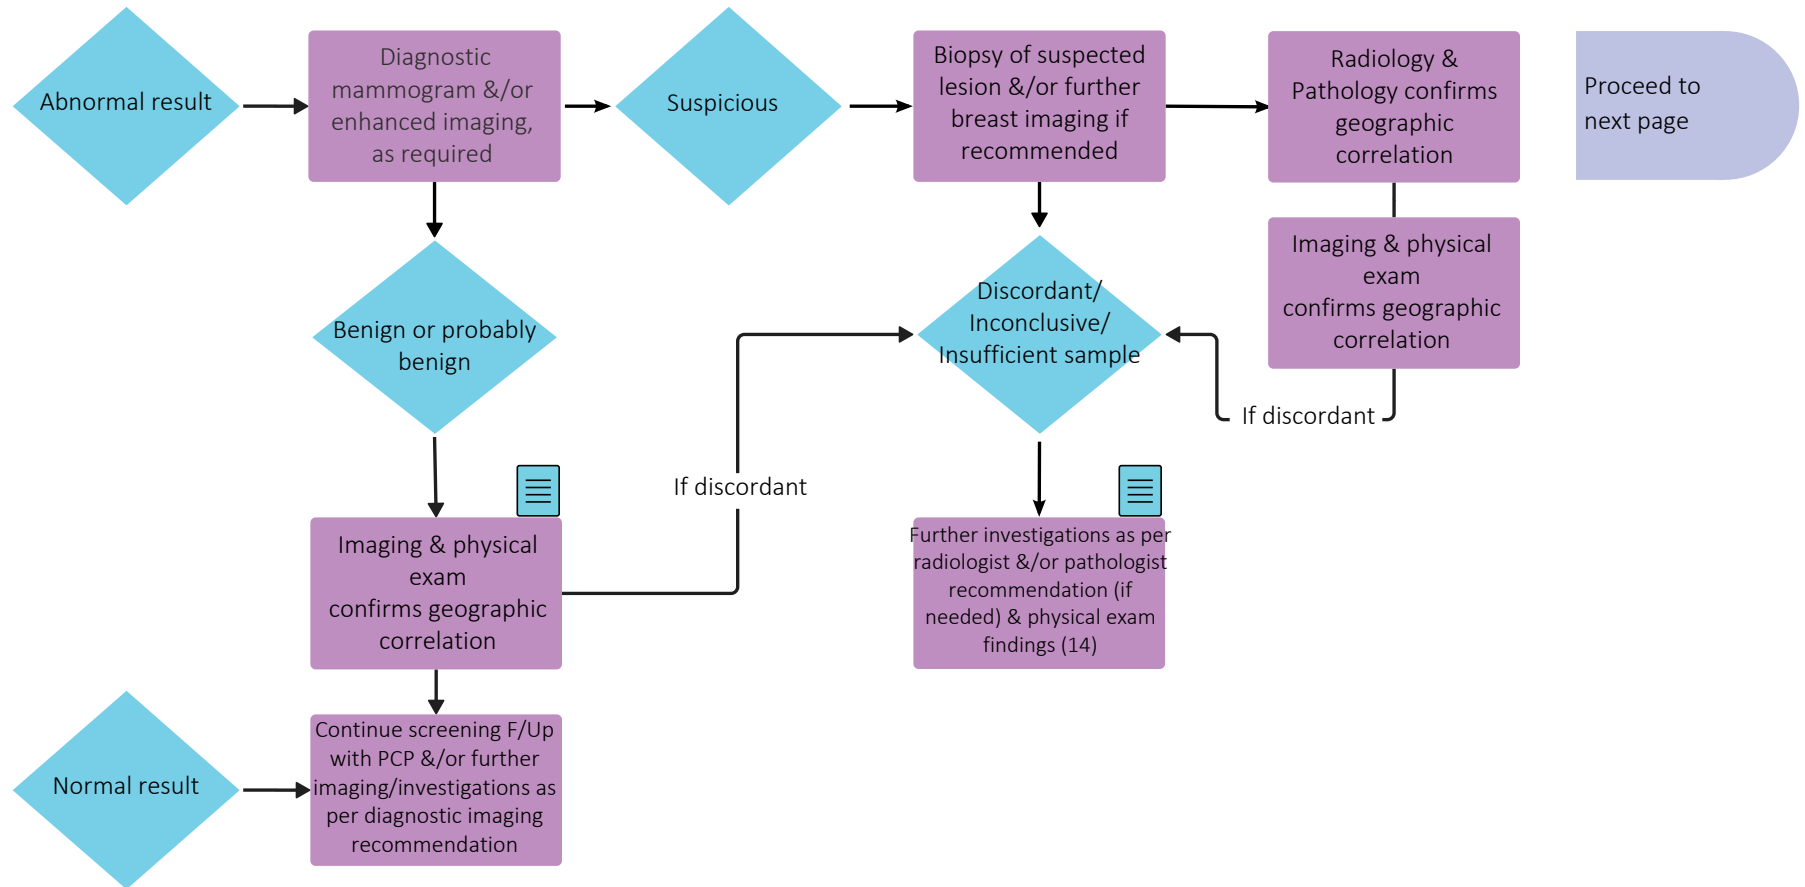 Abnormal result
Diagnostic
mammogram &/or
enhanced imaging,
as required
Suspicious
Biopsy of suspected
lesion &/or further
breast imaging if
recommended
Radiology &
Pathology confirms
geographic
correlation
Proceed to
next page
Benign or probably
benign
Discordant/
Inconclusive/
Insufficient sample
Imaging & physical
exam
confirms geographic
correlation
If discordant
If discordant
Imaging & physical
exam
confirms geographic
correlation
Further investigations as per
radiologist &/or pathologist
recommendation (if
needed) & physical exam
findings (14)
Normal result
Continue screening F/Up
with PCP &/or further
imaging/investigations as
per diagnostic imaging
recommendation